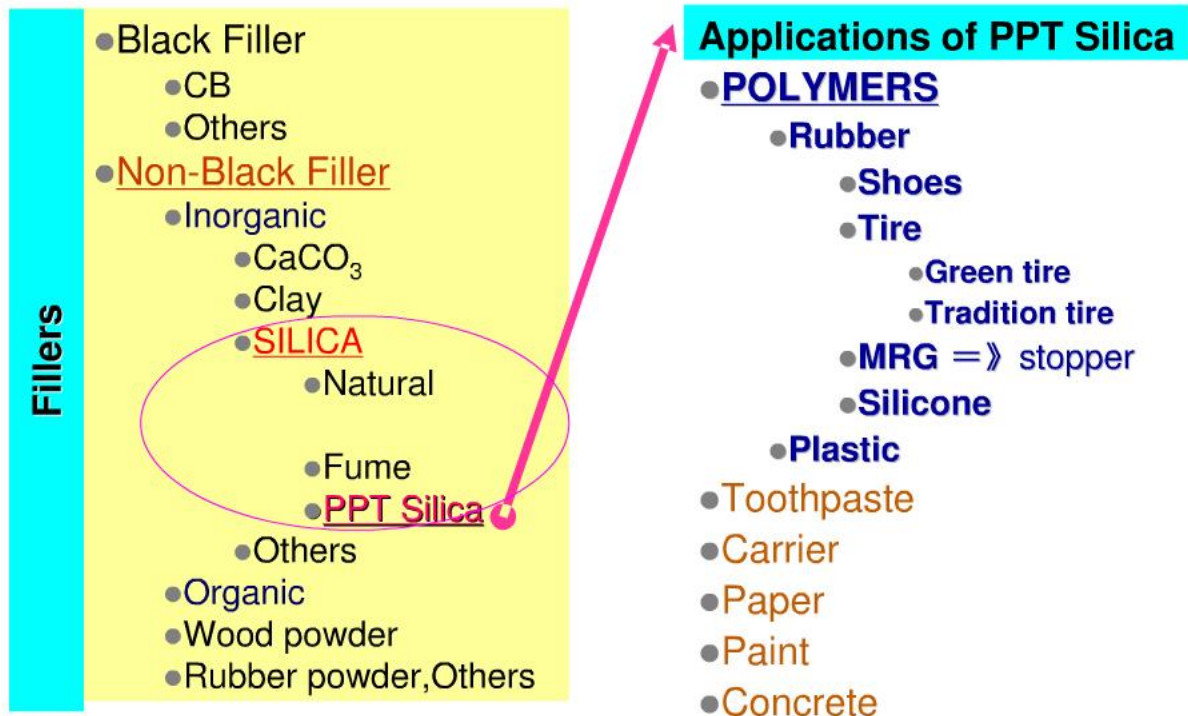 Fillers
●Black Filler
●CB
●Others
●Non-Black Filler
●Inorganic
●CaCO₃
●Clay
●SILICA
●Natural
●Fume
●PPT Silica
●Others
●Organic
●Wood powder
●Rubber powder,Others
Applications of PPT Silica
●POLYMERS
●Rubber
●Shoes
●Tire
●Green tire
●Tradition tire
●MRG ＝》 stopper
●Silicone
●Plastic
●Toothpaste
●Carrier
●Paper
●Paint
●Concrete